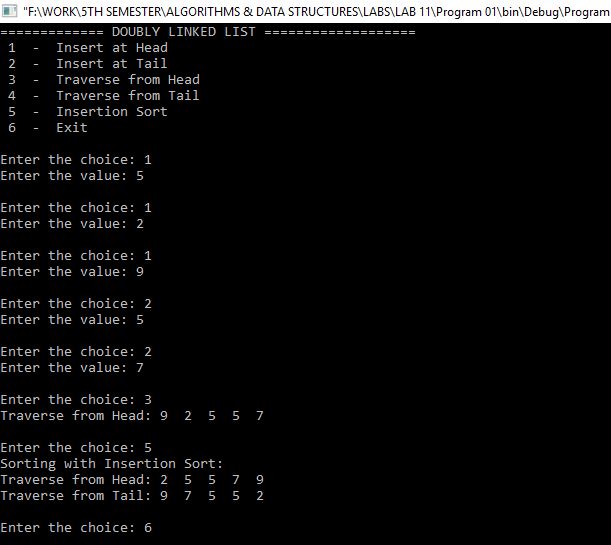 "F:\WORK\5TH SEMESTER\ALGORITHMS & DATA STRUCTURES\LABS\LAB 11\Program 01\bin\Debug\Program
============= DOUBLY LINKED LIST ===================
1 - Insert at Head
2 - Insert at Tail
3 - Traverse from Head
4 - Traverse from Tail
5 - Insertion Sort
6 - Exit
Enter the choice: 1
Enter the value: 5
Enter the choice: 1
Enter the value: 2
Enter the choice: 1
Enter the value: 9
Enter the choice: 2
Enter the value: 5
Enter the choice: 2
Enter the value: 7
Enter the choice: 3
Traverse from Head: 9 2 5 5 7
Enter the choice: 5
Sorting with Insertion Sort:
Traverse from Head: 2 5 5 7 9
Traverse from Tail: 9 7 5 5 2
Enter the choice: 6